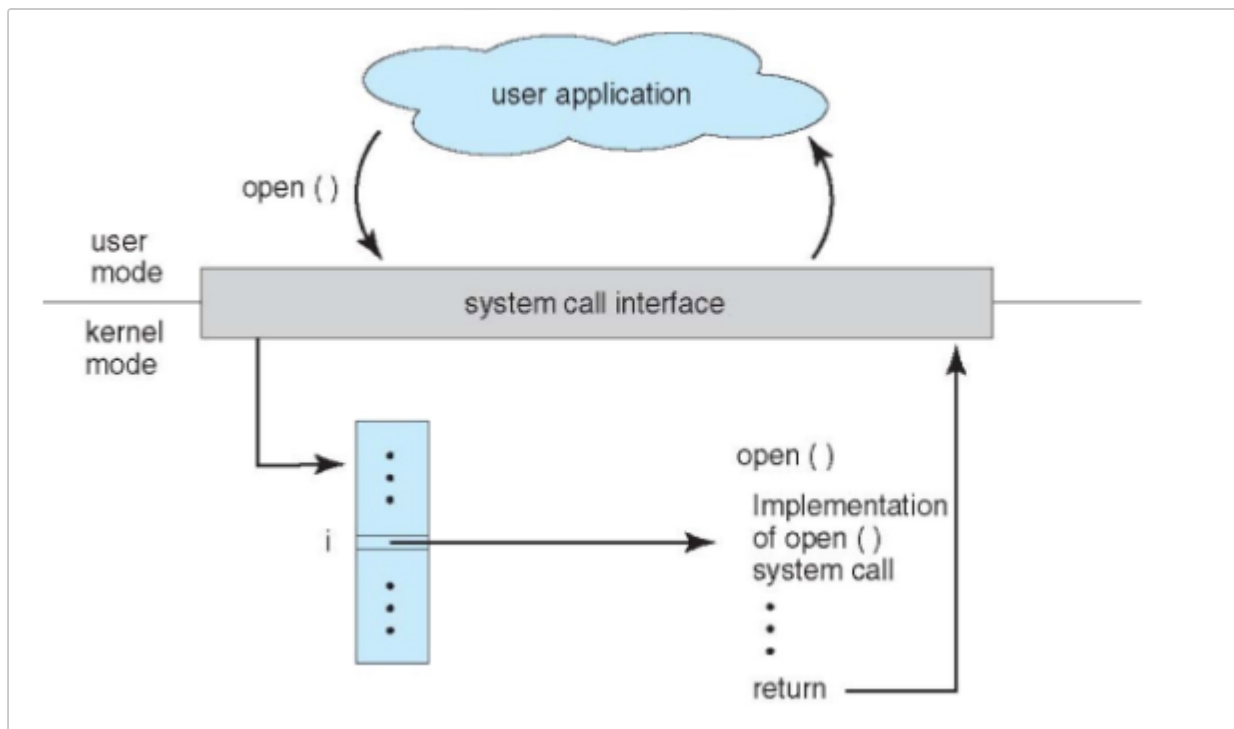 user application
open ( )
user
mode
system call interface
kernel
mode
open ( )
Implementation
of open ( )
system call
i
return